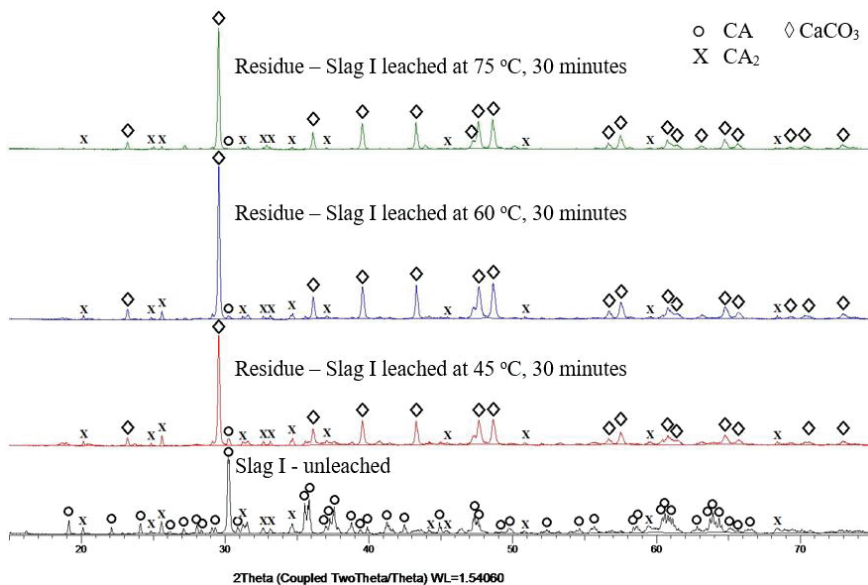 O CA ◊ CaCO₃
X CA₂
Residue – Slag I leached at 75 °C, 30 minutes
Residue – Slag I leached at 60 °C, 30 minutes
Residue – Slag I leached at 45 °C, 30 minutes
Slag I - unleached
20 30 40 50 60 70
2Theta (Coupled TwoTheta/Theta) WL=1.54060